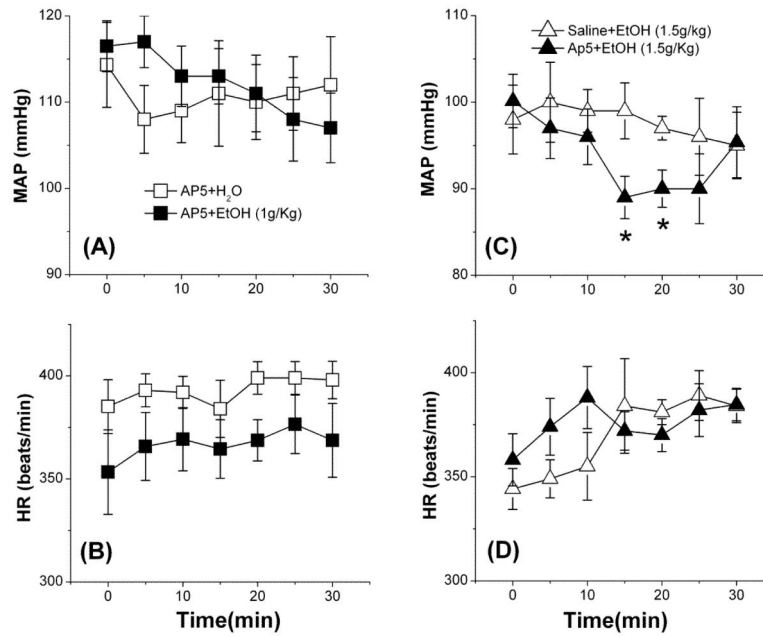 120
110
100
90
MAP (mmHg)
AP5+H₂O
AP5+EtOH (1g/Kg)
(A)
0 10 20 30
110
100
90
80
MAP (mmHg)
Saline+EtOH (1.5g/kg)
Ap5+EtOH (1.5g/Kg)
* *
(C)
0 10 20 30
400
350
300
HR (beats/min)
(B)
0 10 20 30
Time(min)
400
350
300
HR (beats/min)
(D)
0 10 20 30
Time(min)